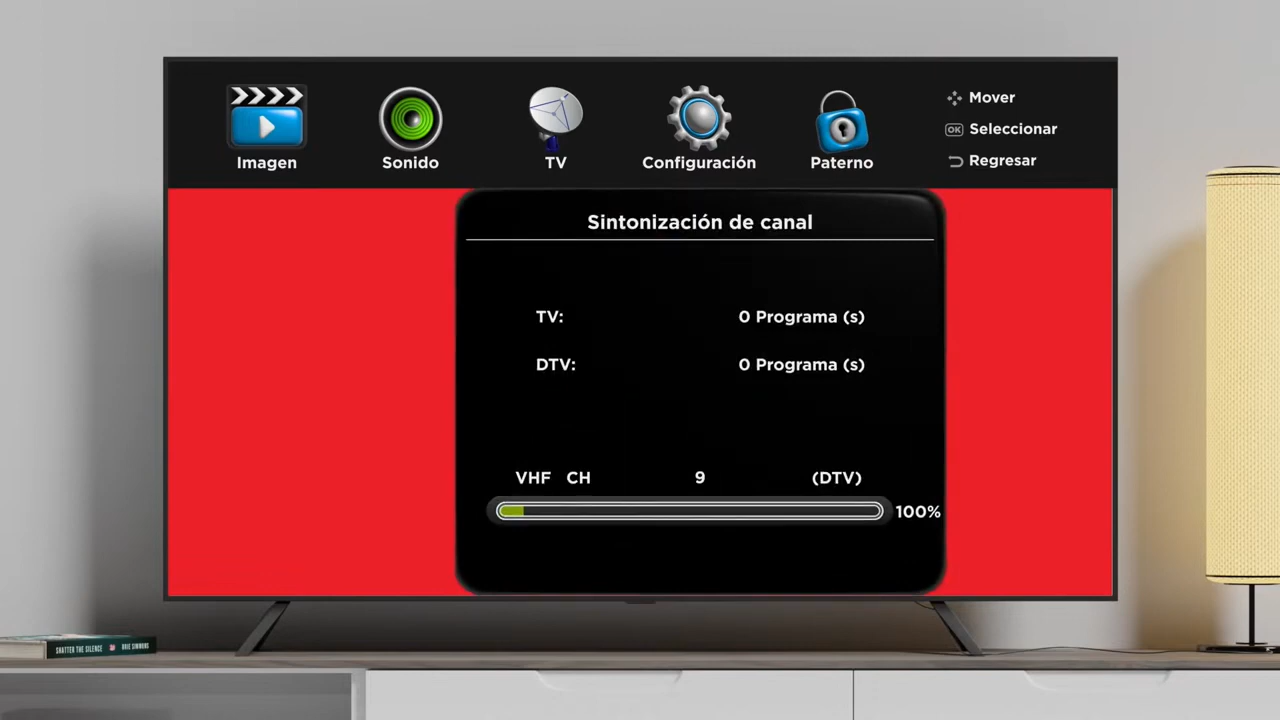 Imagen
Sonido
TV
Configuración
Paterno
Mover
OK Seleccionar
Regresar
Sintonización de canal
TV: 0 Programa (s)
DTV: 0 Programa (s)
VHF CH 9 (DTV)
100%
SHATTER THE SILENCE